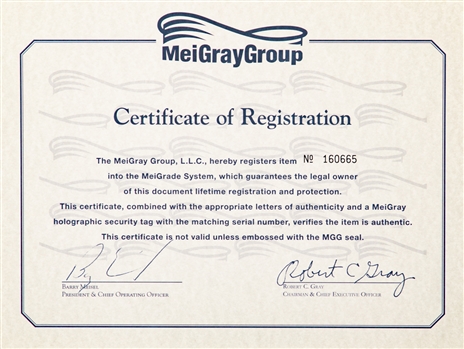 MeiGrayGroup
Certificate of Registration
The MeiGray Group, L.L.C., hereby registers item Nº 160665
into the MeiGrade System, which guarantees the legal owner
of this document lifetime registration and protection.
This certificate, combined with the appropriate letters of authenticity and a MeiGray
holographic security tag with the matching serial number, verifies the item is authentic.
This certificate is not valid unless embossed with the MGG seal.
Robert C Gray
BARRY MEISEL
PRESIDENT & CHIEF OPERATING OFFICER
ROBERT C. GRAY
CHAIRMAN & CHIEF EXECUTIVE OFFICER